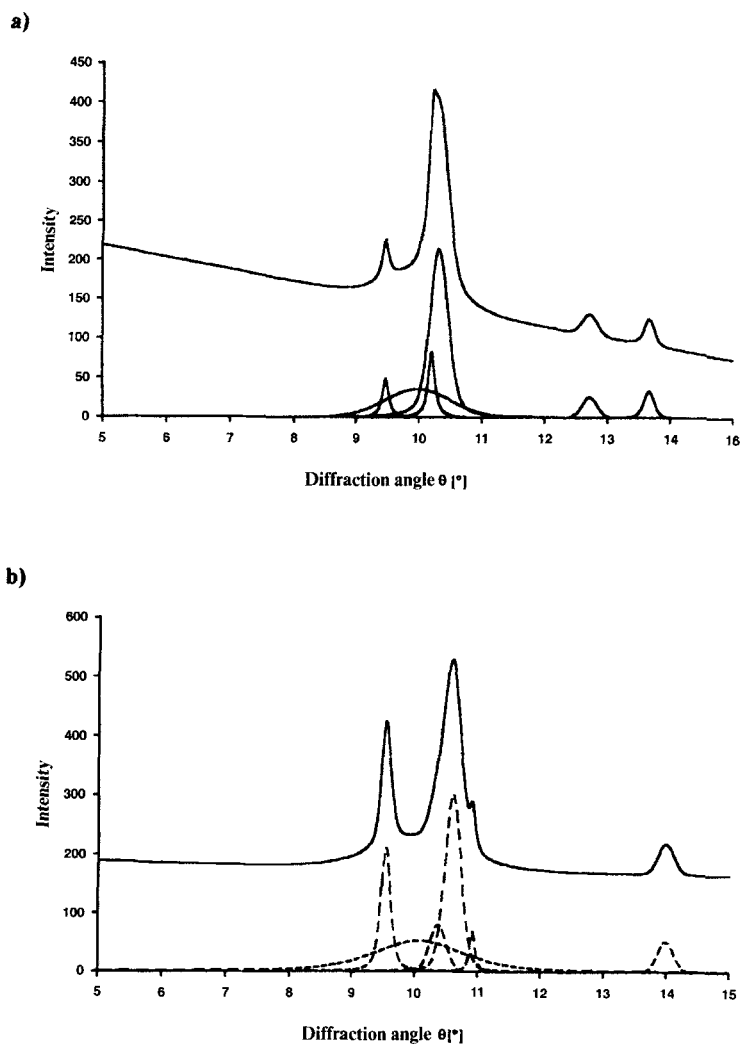 a)
450
400
350
300
250
200
150
100
50
0
Intensity
5 6 7 8 9 10 11 12 13 14 15 16
Diffraction angle θ [°]
b)
600
500
400
300
200
100
0
Intensity
5 6 7 8 9 10 11 12 13 14 15
Diffraction angle θ[°]